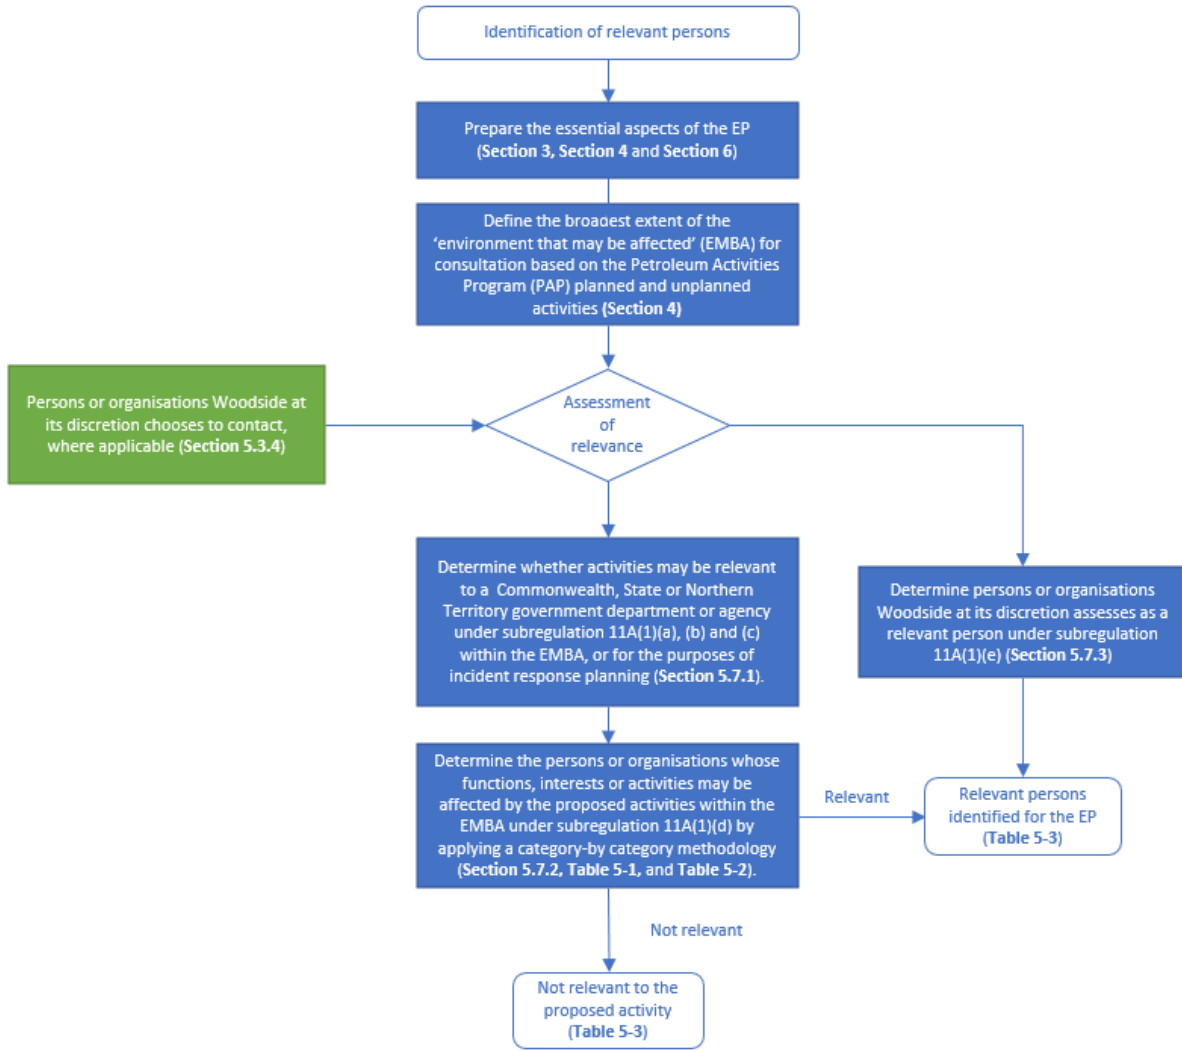 Identification of relevant persons
Prepare the essential aspects of the EP
(Section 3, Section 4 and Section 6)
Define the broadest extent of the
‘environment that may be affected’ (EMBA) for
consultation based on the Petroleum Activities
Program (PAP) planned and unplanned
activities (Section 4)
Persons or organisations Woodside at
its discretion chooses to contact,
where applicable (Section 5.3.4)
Assessment
of
relevance
Determine whether activities may be relevant
to a Commonwealth, State or Northern
Territory government department or agency
under subregulation 11A(1)(a), (b) and (c)
within the EMBA, or for the purposes of
incident response planning (Section 5.7.1).
Determine persons or organisations
Woodside at its discretion assesses as a
relevant person under subregulation
11A(1)(e) (Section 5.7.3)
Determine the persons or organisations whose
functions, interests or activities may be
affected by the proposed activities within the
EMBA under subregulation 11A(1)(d) by
applying a category-by category methodology
(Section 5.7.2, Table 5-1, and Table 5-2).
Relevant
Relevant persons
identified for the EP
(Table 5-3)
Not relevant
Not relevant to the
proposed activity
(Table 5-3)